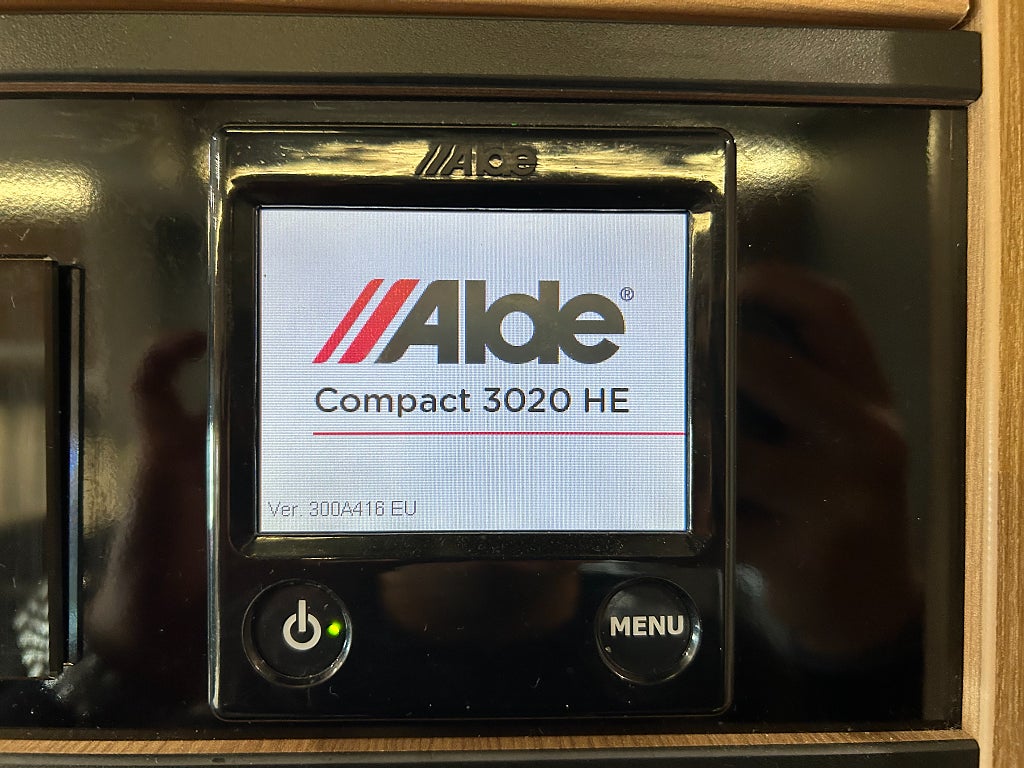 Alde
Alde®
Compact 3020 HE
Ver. 300A416 EU
MENU